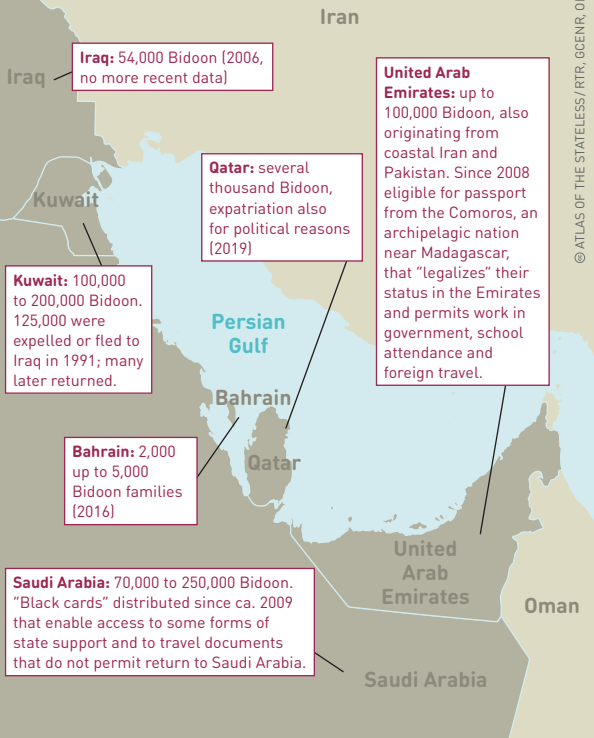 Iran
Iraq
Iraq: 54,000 Bidoon (2006,
no more recent data)
United Arab
Emirates: up to
100,000 Bidoon, also
originating from
coastal Iran and
Pakistan. Since 2008
eligible for passport
from the Comoros, an
archipelagic nation
near Madagascar,
that "legalizes" their
status in the Emirates
and permits work in
government, school
attendance and
foreign travel.
Qatar: several
thousand Bidoon,
expatriation also
for political reasons
(2019)
Kuwait
Kuwait: 100,000
to 200,000 Bidoon.
125,000 were
expelled or fled to
Iraq in 1991; many
later returned.
Persian
Gulf
Bahrain
Bahrain: 2,000
up to 5,000
Bidoon families
(2016)
Qatar
United
Arab
Emirates
Oman
Saudi Arabia: 70,000 to 250,000 Bidoon.
"Black cards" distributed since ca. 2009
that enable access to some forms of
state support and to travel documents
that do not permit return to Saudi Arabia.
Saudi Arabia
ATLAS OF THE STATELESS/RTR, GCENR,